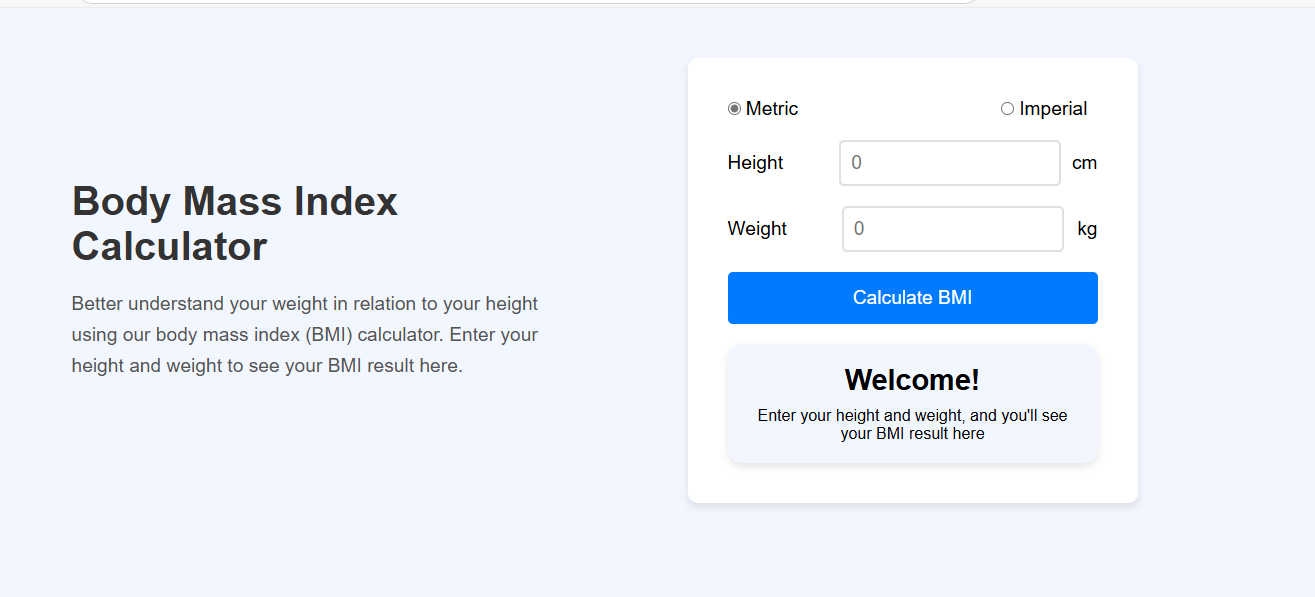 Body Mass Index
Calculator
Better understand your weight in relation to your height
using our body mass index (BMI) calculator. Enter your
height and weight to see your BMI result here.
Metric Imperial
Height 0 cm
Weight 0 kg
Calculate BMI
Welcome!
Enter your height and weight, and you'll see
your BMI result here